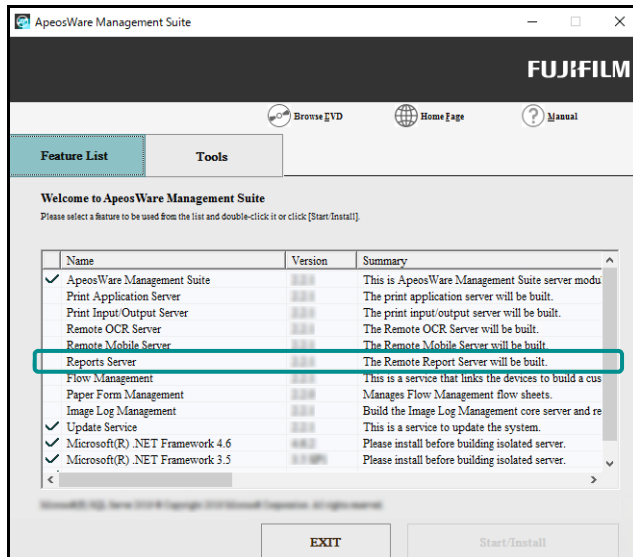 ApeosWare Management Suite
FUJIFILM
Browse DVD Home Page Manual
Feature List Tools
Welcome to ApeosWare Management Suite
Please select a feature to be used from the list and double-click it or click [Start/Install].
Name Version Summary
ApeosWare Management Suite This is ApeosWare Management Suite server modu
Print Application Server The print application server will be built.
Print Input/Output Server The print input/output server will be built.
Remote OCR Server The Remote OCR Server will be built.
Remote Mobile Server The Remote Mobile Server will be built.
Reports Server The Remote Report Server will be built.
Flow Management This is a service that links the devices to build a cus
Paper Form Management Manages Flow Management flow sheets.
Image Log Management Build the Image Log Management core server and re
Update Service This is a service to update the system.
Microsoft(R) .NET Framework 4.6 Please install before building isolated server.
Microsoft(R) .NET Framework 3.5 Please install before building isolated server.
EXIT Start/Install